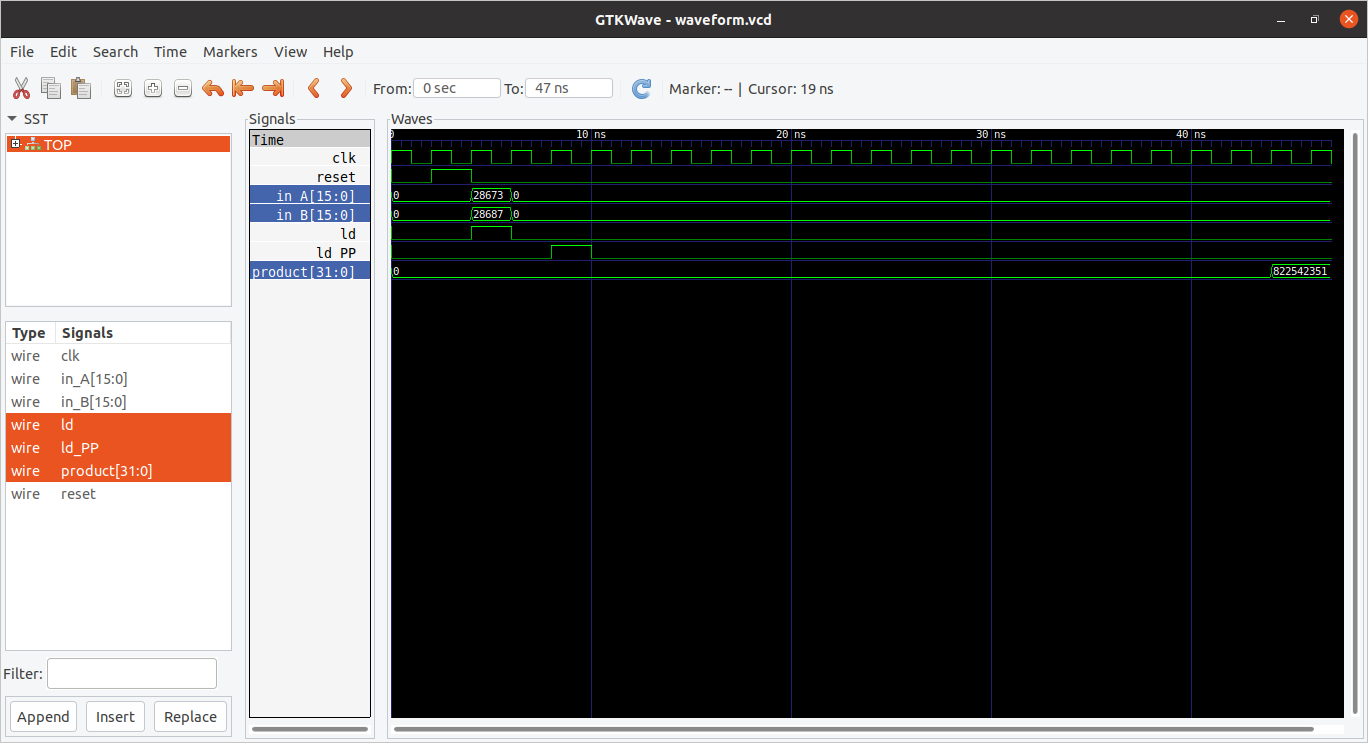 GTKWave - waveform.vcd
File Edit Search Time Markers View Help
From: 0 sec To: 47 ns Marker: -- | Cursor: 19 ns
SST
TOP
Type Signals
wire clk
wire in_A[15:0]
wire in_B[15:0]
wire ld
wire ld_PP
wire product[31:0]
wire reset
Filter:
Append Insert Replace
Signals
Time
clk
reset
in_A[15:0]
in_B[15:0]
ld
ld_PP
product[31:0]
Waves
0 10 ns 20 ns 30 ns 40 ns
0 28673 0
0 28687 0
0 822542351